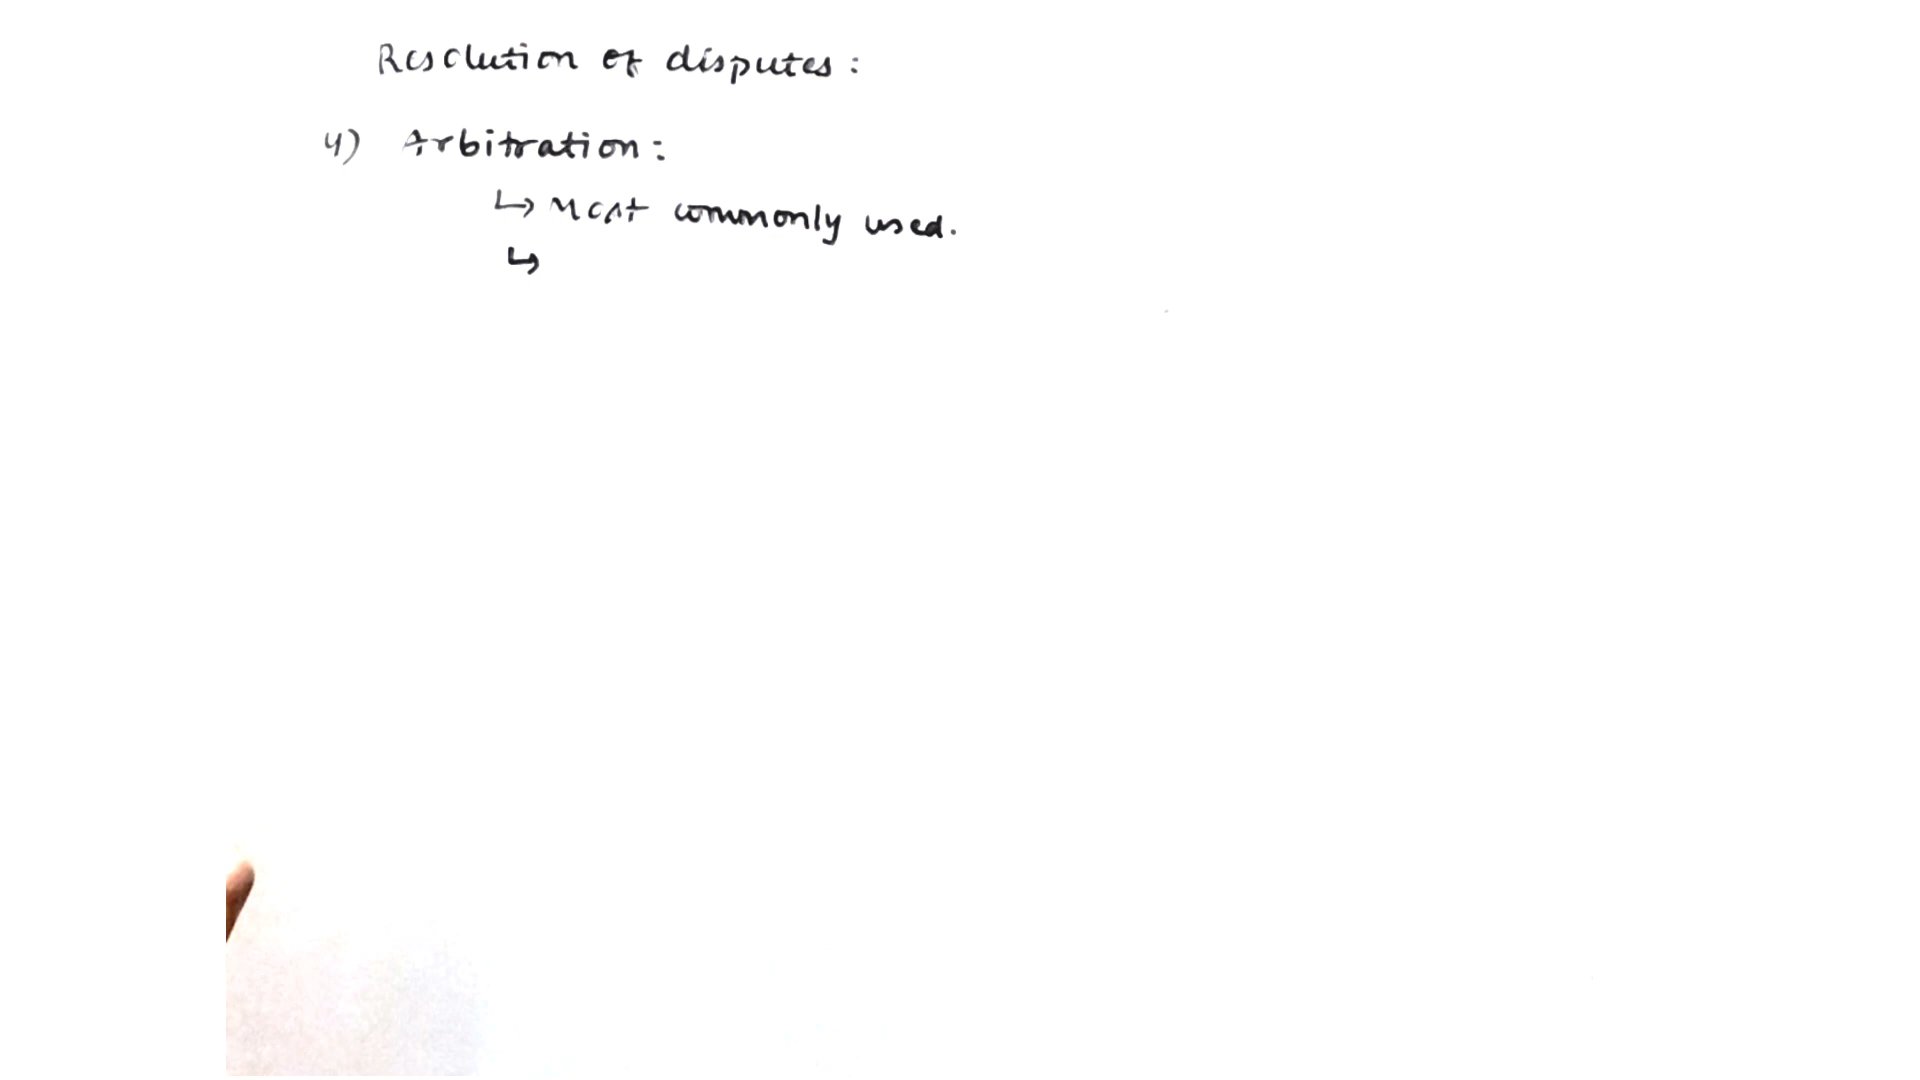 Resolution of disputes:
4) Arbitration:
↳ Most commonly used.
↳